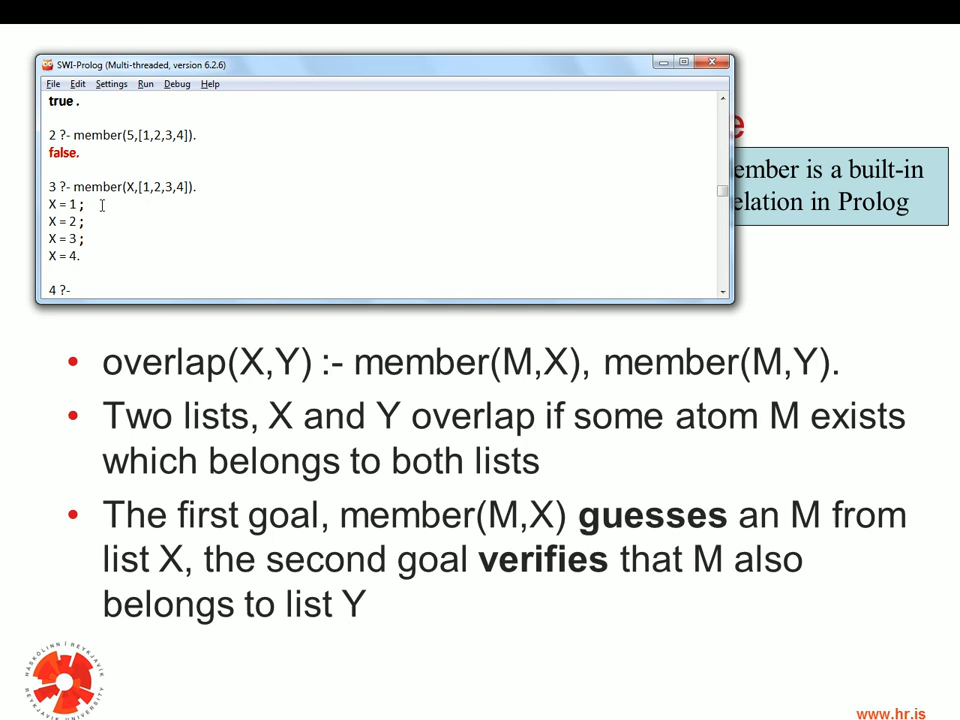 SWI-Prolog (Multi-threaded, version 6.2.6)
File Edit Settings Run Debug Help
true .
2 ?- member(5,[1,2,3,4]).
false.
3 ?- member(X,[1,2,3,4]).
X = 1 ;
X = 2 ;
X = 3 ;
X = 4.
4 ?-
e
ember is a built-in
elation in Prolog
• overlap(X,Y) :- member(M,X), member(M,Y).
• Two lists, X and Y overlap if some atom M exists
which belongs to both lists
• The first goal, member(M,X) guesses an M from
list X, the second goal verifies that M also
belongs to list Y
HÁSKÓLINN Í REYKJAVÍK
REYKJAVIK UNIVERSITY
www.hr.is